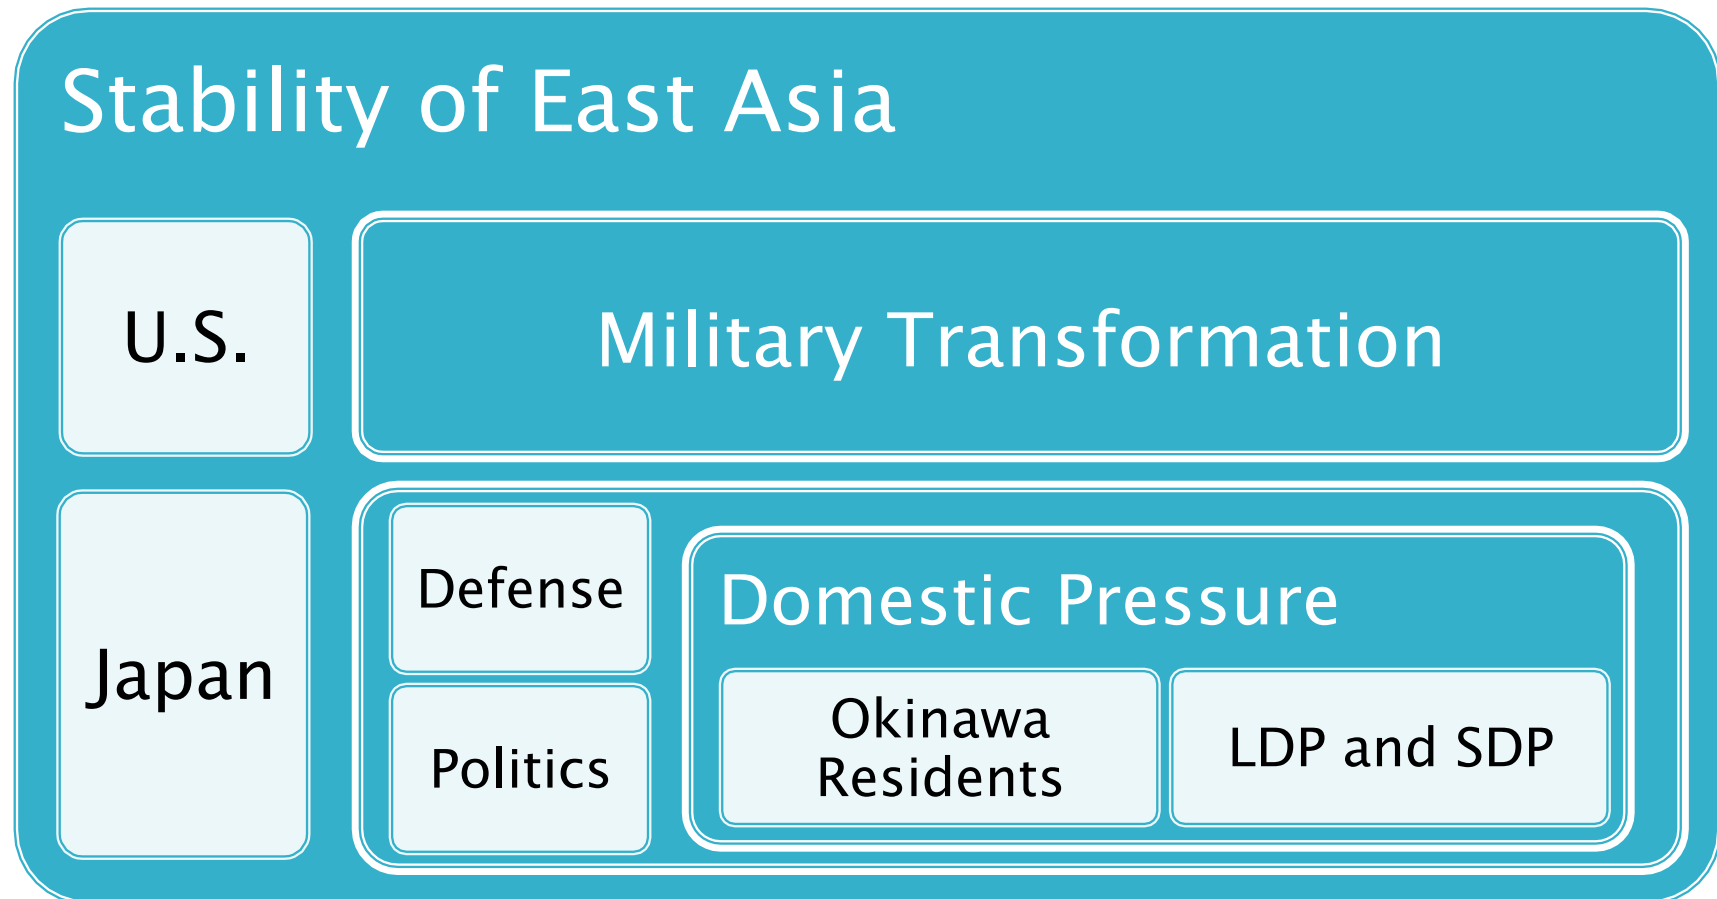 Stability of East Asia
U.S.
Military Transformation
Japan
Defense
Politics
Domestic Pressure
Okinawa
Residents
LDP and SDP